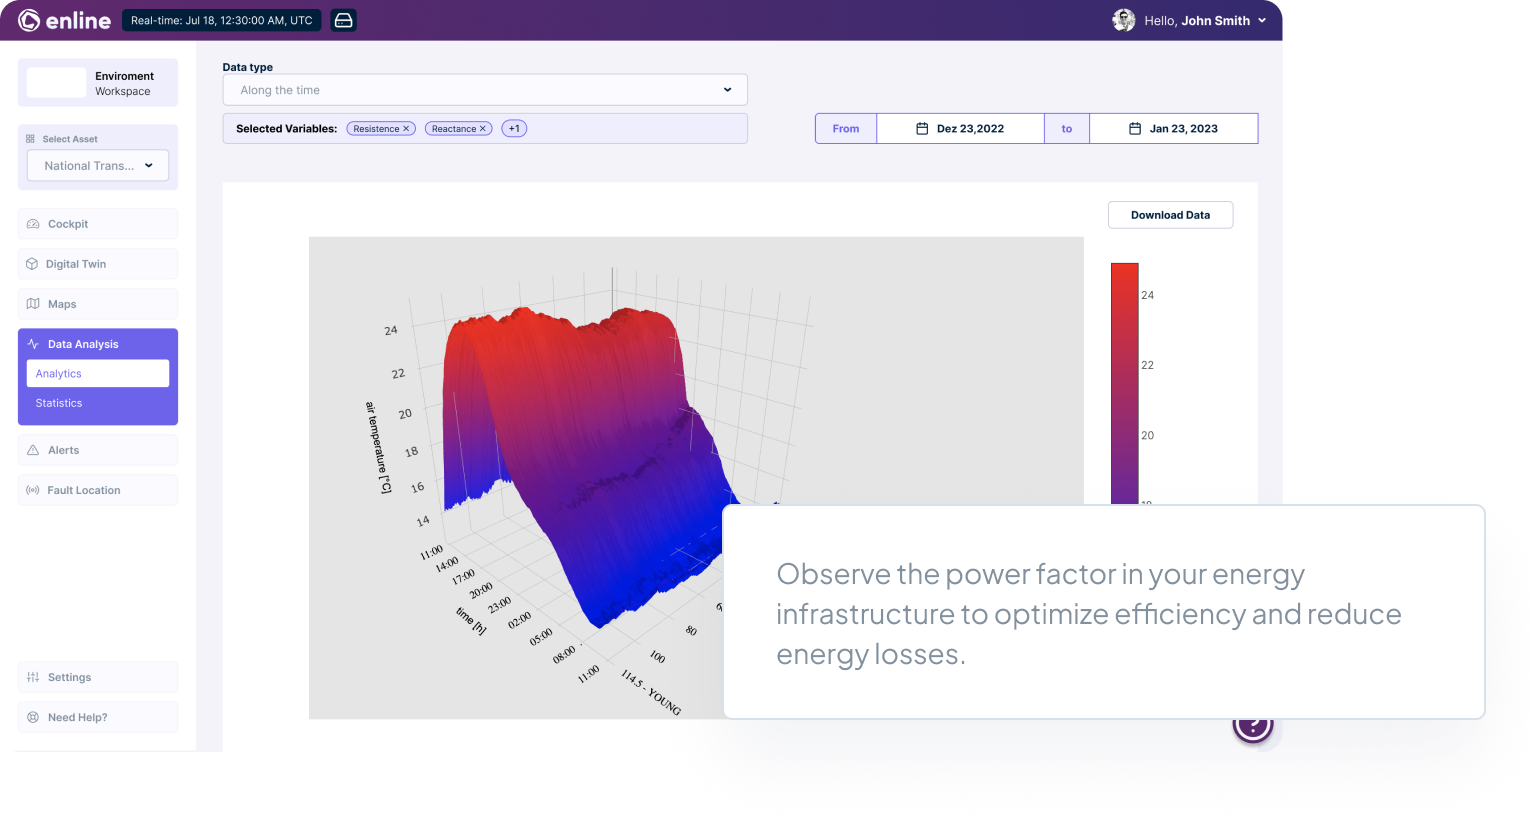 enline
Real-time: Jul 18, 12:30:00 AM, UTC
Hello, John Smith
Enviroment
Workspace
Select Asset
National Trans...
Cockpit
Digital Twin
Maps
Data Analysis
Analytics
Statistics
Alerts
Fault Location
Settings
Need Help?
Data type
Along the time
Selected Variables: Resistence × Reactance × +1
From Dez 23,2022 to Jan 23, 2023
Download Data
24
22
20
18
16
14
air temperature [°C]
11:00
14:00
17:00
20:00
23:00
02:00
05:00
08:00
11:00
time [h]
80
100
114.5 - YOUNG
24
22
20
Observe the power factor in your energy
infrastructure to optimize efficiency and reduce
energy losses.
?